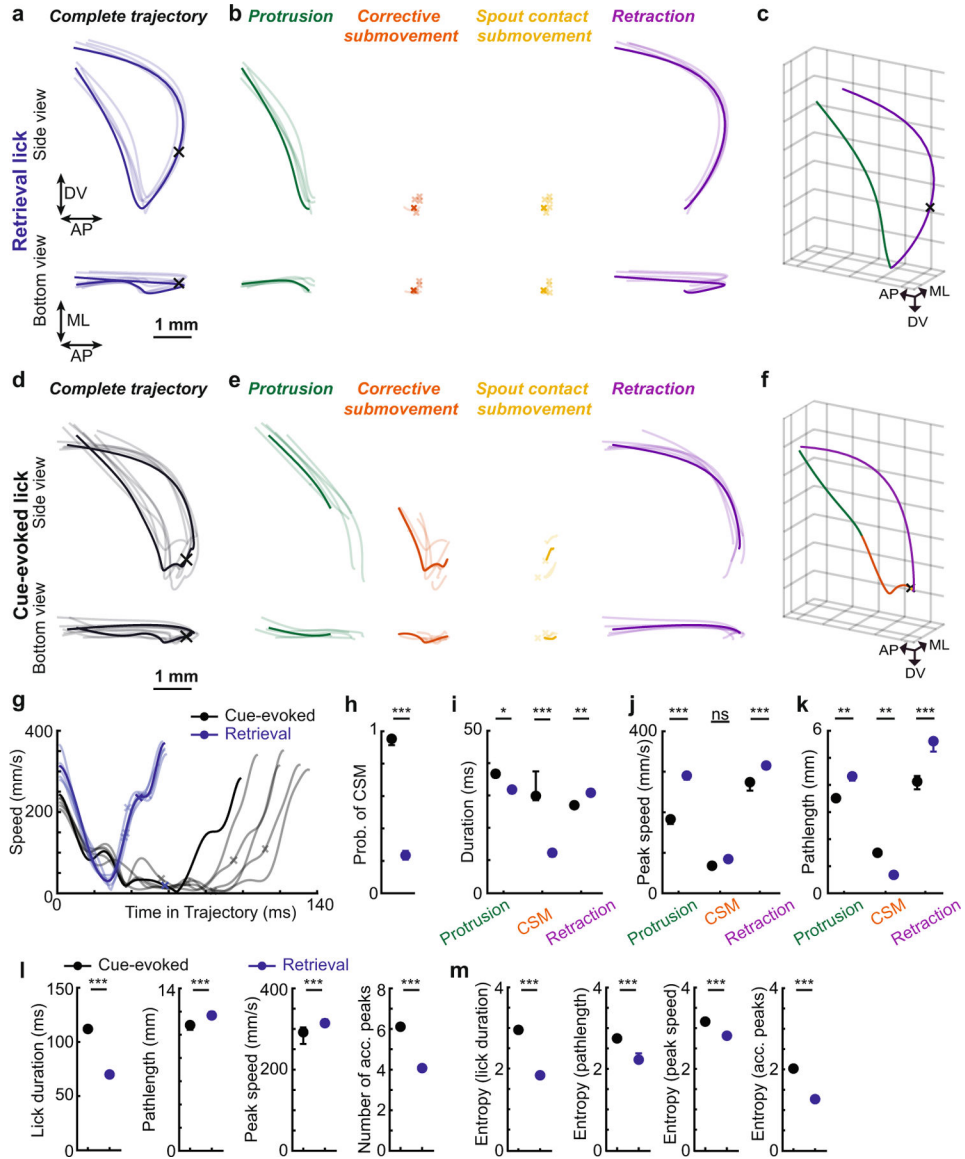 a Complete trajectory b Protrusion Corrective submovement Spout contact submovement Retraction c
Retrieval lick
Side view
DV
AP
Bottom view
ML
AP
1 mm
AP ML
DV
d Complete trajectory e Protrusion Corrective submovement Spout contact submovement Retraction f
Cue-evoked lick
Side view
Bottom view
1 mm
AP ML
DV
g
Cue-evoked
Retrieval
Speed (mm/s)
400
200
0
0
140
Time in Trajectory (ms)
h
***
Prob. of CSM
1
0
i
* *** **
Duration (ms)
50
0
Protrusion
CSM
Retraction
j
*** ns ***
Peak speed (mm/s)
400
0
Protrusion
CSM
Retraction
k
** ** ***
Pathlength (mm)
6
0
Protrusion
CSM
Retraction
l
Cue-evoked
Retrieval
***
Lick duration (ms)
150
100
50
0
***
Pathlength (mm)
14
0
***
Peak speed (mm/s)
400
200
0
***
Number of acc. peaks
8
6
4
2
0
m
***
Entropy (lick duration)
4
2
0
***
Entropy (pathlength)
4
2
0
***
Entropy (peak speed)
4
2
0
***
Entropy (acc. peaks)
4
2
0